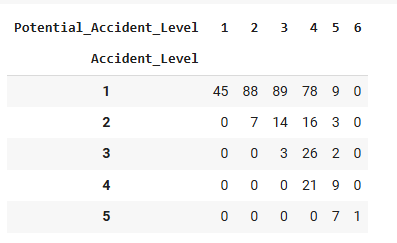 Potential_Accident_Level 1 2 3 4 5 6
Accident_Level
1 45 88 89 78 9 0
2 0 7 14 16 3 0
3 0 0 3 26 2 0
4 0 0 0 21 9 0
5 0 0 0 0 7 1